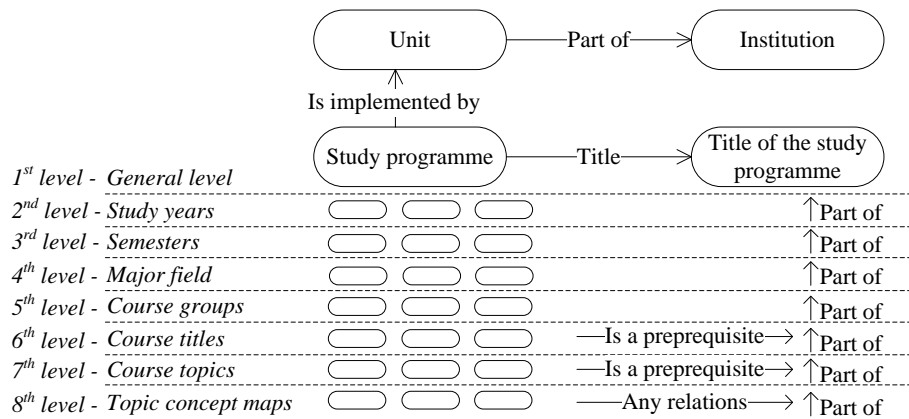 Unit Part of Institution
Is implemented by
Study programme Title Title of the study programme
1st level - General level
2nd level - Study years Part of
3rd level - Semesters Part of
4th level - Major field Part of
5th level - Course groups Part of
6th level - Course titles Is a preprequisite Part of
7th level - Course topics Is a preprequisite Part of
8th level - Topic concept maps Any relations Part of